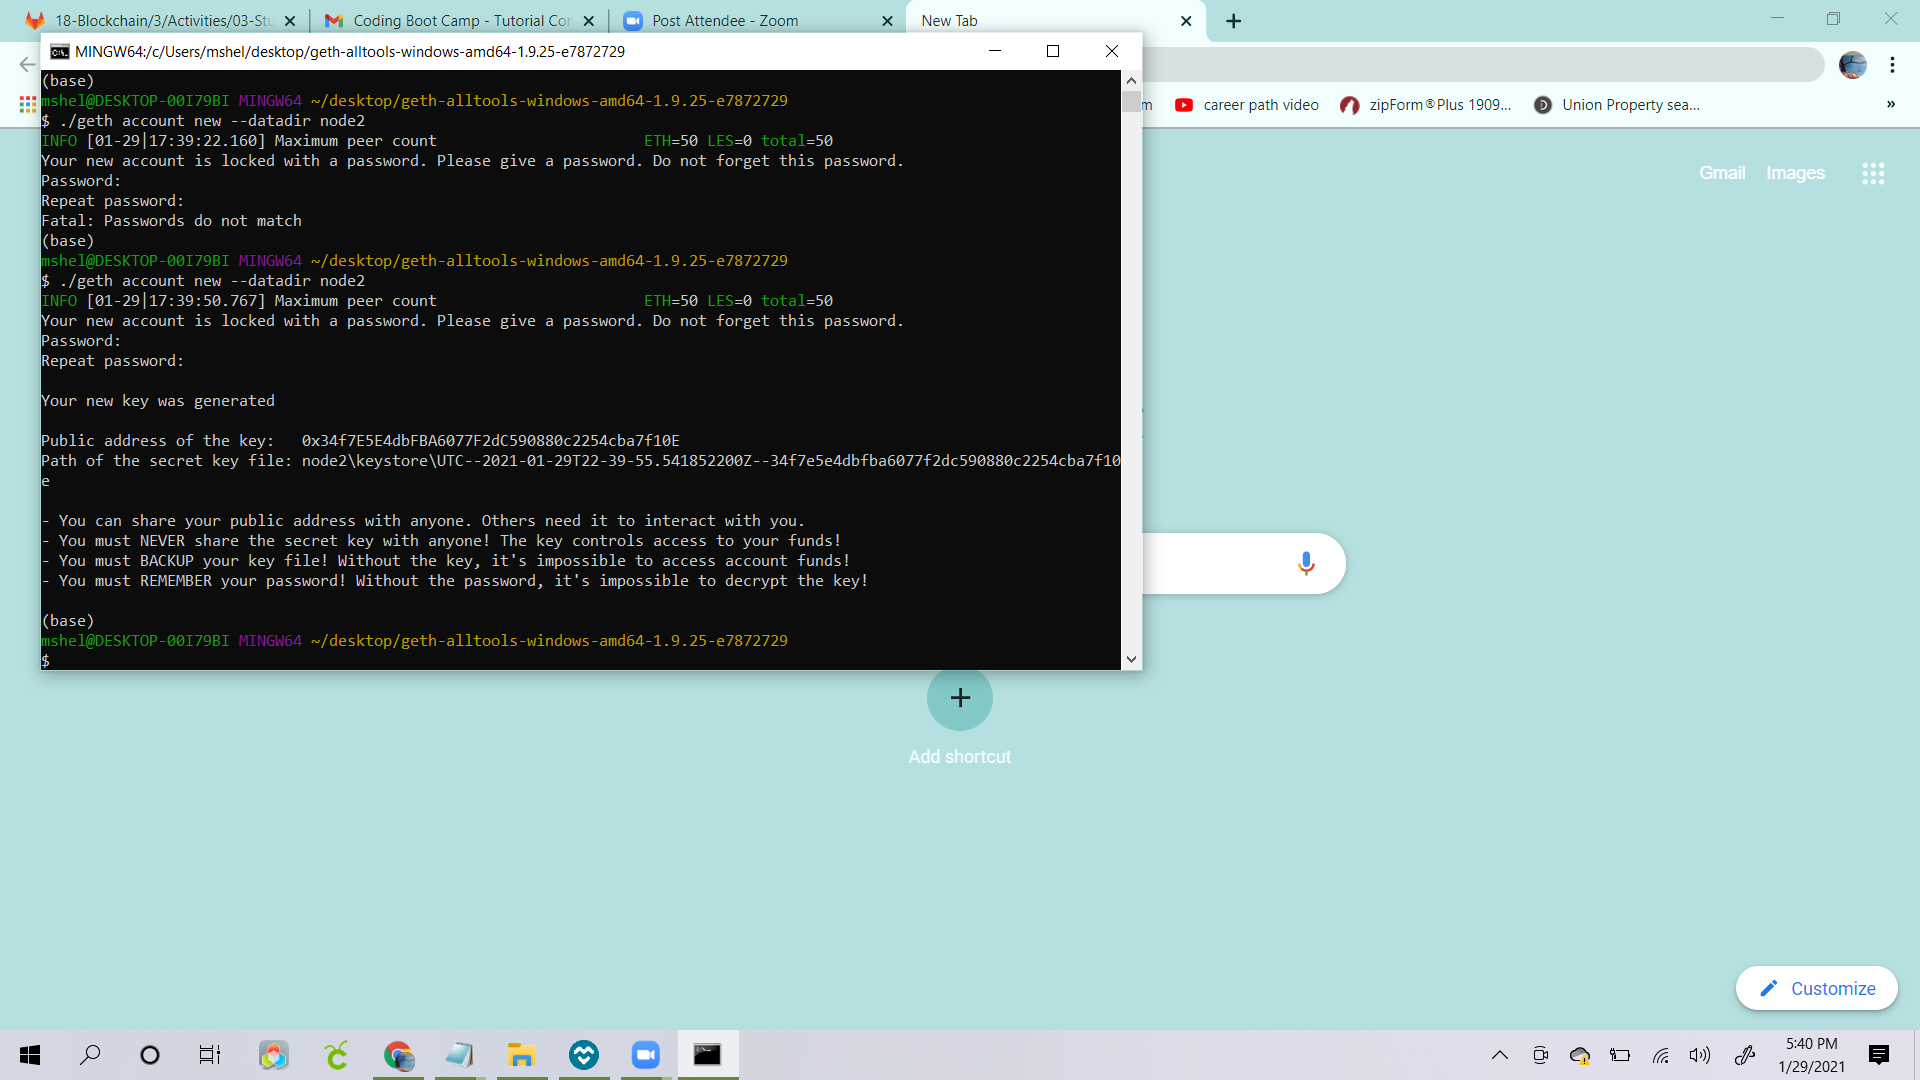 18-Blockchain/3/Activities/03-Stu
Coding Boot Camp - Tutorial Con
Post Attendee - Zoom
New Tab
MINGW64:/c/Users/mshel/desktop/geth-alltools-windows-amd64-1.9.25-e7872729
m
career path video
zipForm®Plus 1909...
Union Property sea...
»
Gmail
Images
(base)
mshel@DESKTOP-00I79BI MINGW64 ~/desktop/geth-alltools-windows-amd64-1.9.25-e7872729
$ ./geth account new --datadir node2
INFO [01-29|17:39:22.160] Maximum peer count ETH=50 LES=0 total=50
Your new account is locked with a password. Please give a password. Do not forget this password.
Password:
Repeat password:
Fatal: Passwords do not match
(base)
mshel@DESKTOP-00I79BI MINGW64 ~/desktop/geth-alltools-windows-amd64-1.9.25-e7872729
$ ./geth account new --datadir node2
INFO [01-29|17:39:50.767] Maximum peer count ETH=50 LES=0 total=50
Your new account is locked with a password. Please give a password. Do not forget this password.
Password:
Repeat password:
Your new key was generated
Public address of the key: 0x34f7E5E4dbFBA6077F2dC590880c2254cba7f10E
Path of the secret key file: node2\keystore\UTC--2021-01-29T22-39-55.541852200Z--34f7e5e4dbfba6077f2dc590880c2254cba7f10
e
- You can share your public address with anyone. Others need it to interact with you.
- You must NEVER share the secret key with anyone! The key controls access to your funds!
- You must BACKUP your key file! Without the key, it's impossible to access account funds!
- You must REMEMBER your password! Without the password, it's impossible to decrypt the key!
(base)
mshel@DESKTOP-00I79BI MINGW64 ~/desktop/geth-alltools-windows-amd64-1.9.25-e7872729
$
Add shortcut
Customize
5:40 PM
1/29/2021